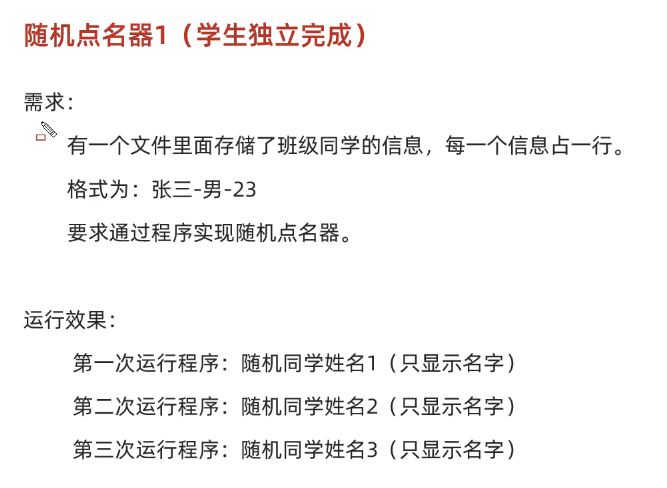 随机点名器1（学生独立完成）
需求：
有一个文件里面存储了班级同学的信息，每一个信息占一行。
格式为：张三-男-23
要求通过程序实现随机点名器。
运行效果：
第一次运行程序：随机同学姓名1（只显示名字）
第二次运行程序：随机同学姓名2（只显示名字）
第三次运行程序：随机同学姓名3（只显示名字）